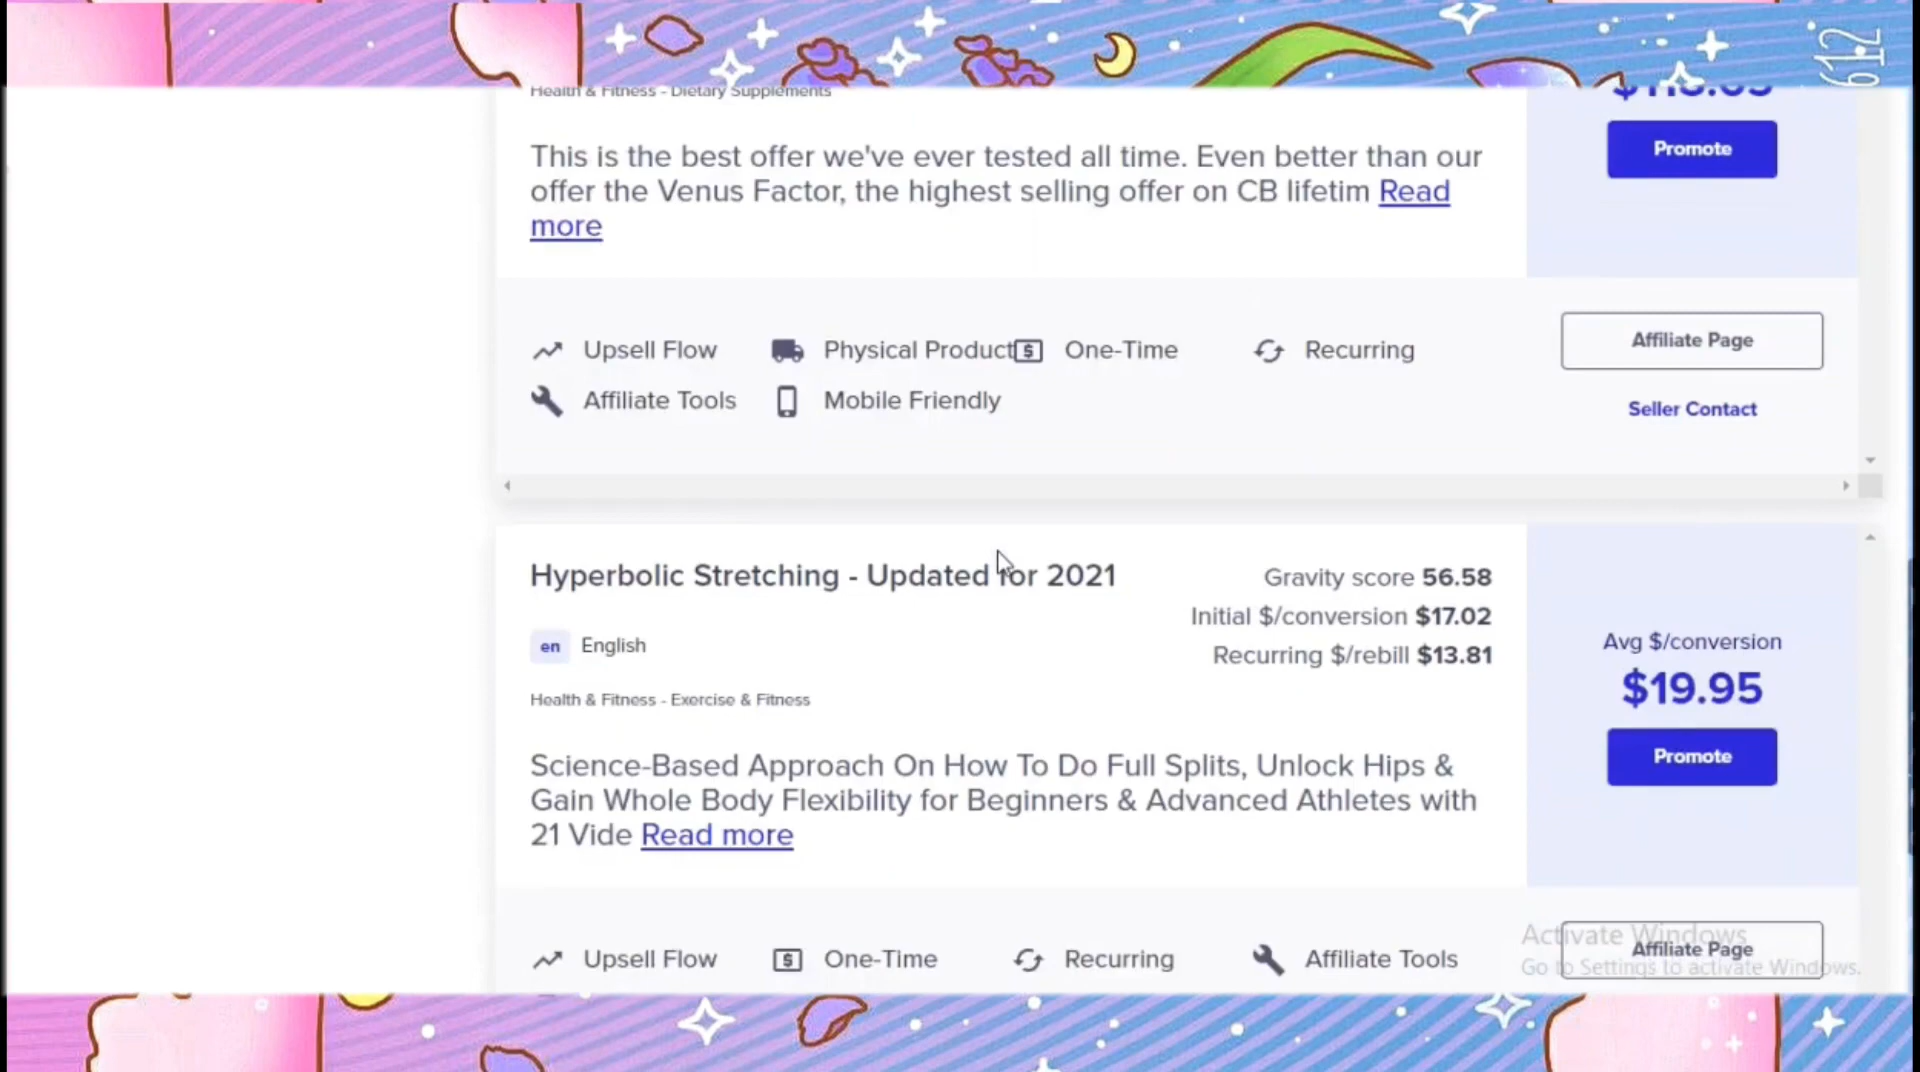 612
Health & Fitness - Dietary Supplements
Promote
This is the best offer we've ever tested all time. Even better than our
offer the Venus Factor, the highest selling offer on CB lifetim Read
more
Upsell Flow
Physical Product
One-Time
Recurring
Affiliate Page
Affiliate Tools
Mobile Friendly
Seller Contact
Hyperbolic Stretching - Updated for 2021
Gravity score 56.58
Initial $/conversion $17.02
Recurring $/rebill $13.81
en English
Avg $/conversion
$19.95
Promote
Health & Fitness - Exercise & Fitness
Science-Based Approach On How To Do Full Splits, Unlock Hips &
Gain Whole Body Flexibility for Beginners & Advanced Athletes with
21 Vide Read more
Upsell Flow
One-Time
Recurring
Affiliate Tools
Affiliate Page
Activate Windows
Go to Settings to activate Windows.